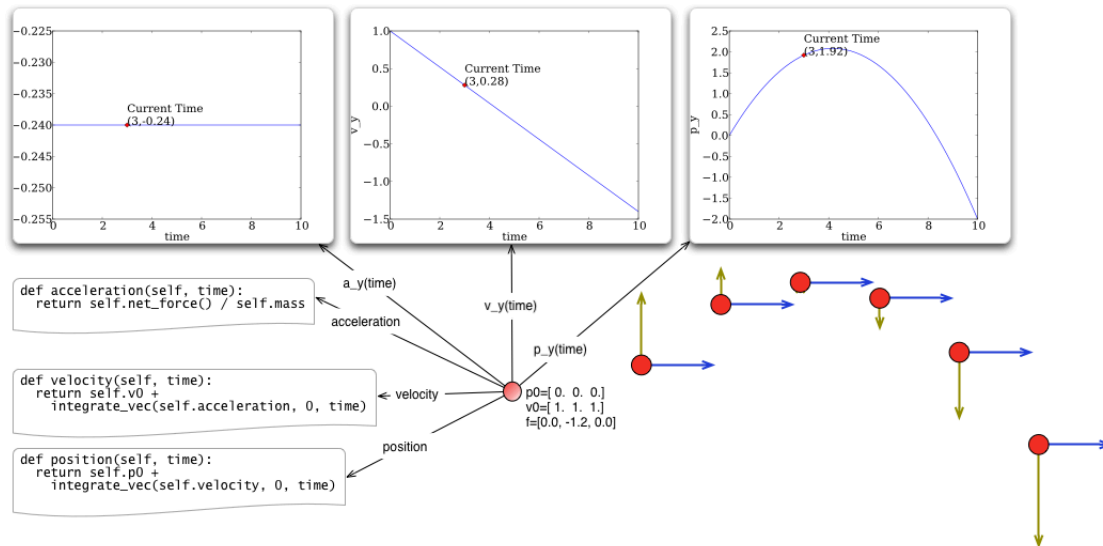 -0.225
-0.230
-0.235
-0.240
-0.245
-0.250
-0.255
0
2
4
6
8
10
time
Current Time
(3,-0.24)
1.0
0.5
0.0
-0.5
-1.0
-1.5
0
2
4
6
8
10
time
v_y
Current Time
(3,0.28)
2.5
2.0
1.5
1.0
0.5
0.0
-0.5
-1.0
-1.5
-2.0
0
2
4
6
8
10
time
p_y
Current Time
(3,1.92)
a_y(time)
v_y(time)
p_y(time)
def acceleration(self, time):
return self.net_force() / self.mass
acceleration
def velocity(self, time):
return self.v0 +
integrate_vec(self.acceleration, 0, time)
velocity
p0=[ 0. 0. 0.]
v0=[ 1. 1. 1.]
f=[0.0, -1.2, 0.0]
position
def position(self, time):
return self.p0 +
integrate_vec(self.velocity, 0, time)